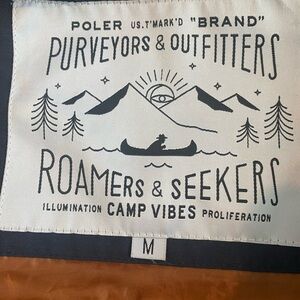 POLER US.T'MARK'D "BRAND"
PURVEYORS & OUTFITTERS
ROAMERS & SEEKERS
ILLUMINATION CAMP VIBES PROLIFERATION
M